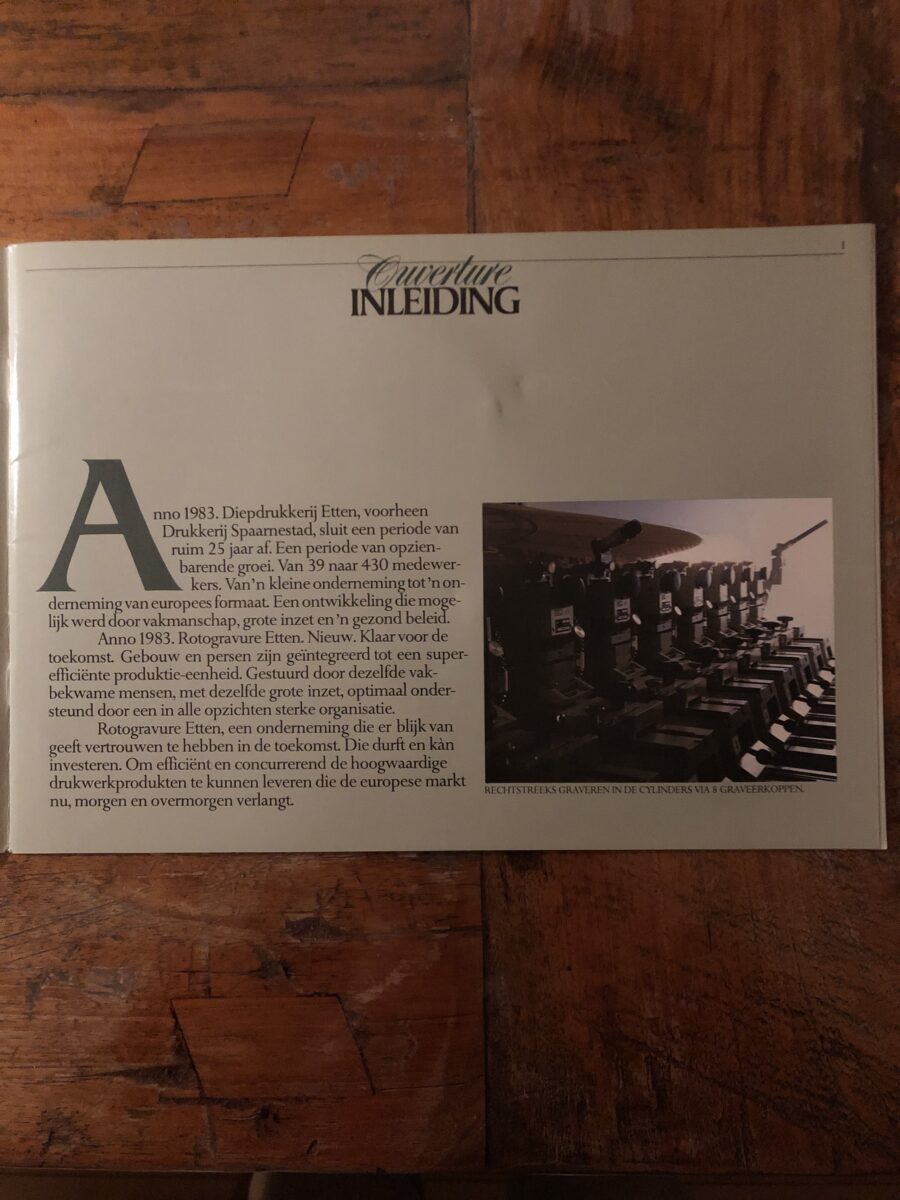 1
Ouverture
INLEIDING
Anno 1983. Diepdrukkerij Etten, voorheen
Drukkerij Spaarnestad, sluit een periode van
ruim 25 jaar af. Een periode van opzien-
barende groei. Van 39 naar 430 medewer-
kers. Van 'n kleine onderneming tot 'n on-
derneming van europees formaat. Een ontwikkeling die moge-
lijk werd door vakmanschap, grote inzet en 'n gezond beleid.
Anno 1983. Rotogravure Etten. Nieuw. Klaar voor de
toekomst. Gebouw en persen zijn geïntegreerd tot een super-
efficiënte produktie-eenheid. Gestuurd door dezelfde vak-
bekwame mensen, met dezelfde grote inzet, optimaal onder-
steund door een in alle opzichten sterke organisatie.
Rotogravure Etten, een onderneming die er blijk van
geeft vertrouwen te hebben in de toekomst. Die durft en kàn
investeren. Om efficiënt en concurrerend de hoogwaardige
drukwerkprodukten te kunnen leveren die de europese markt
nu, morgen en overmorgen verlangt.
RECHTSTREEKS GRAVEREN IN DE CYLINDERS VIA 8 GRAVEERKOPPEN.